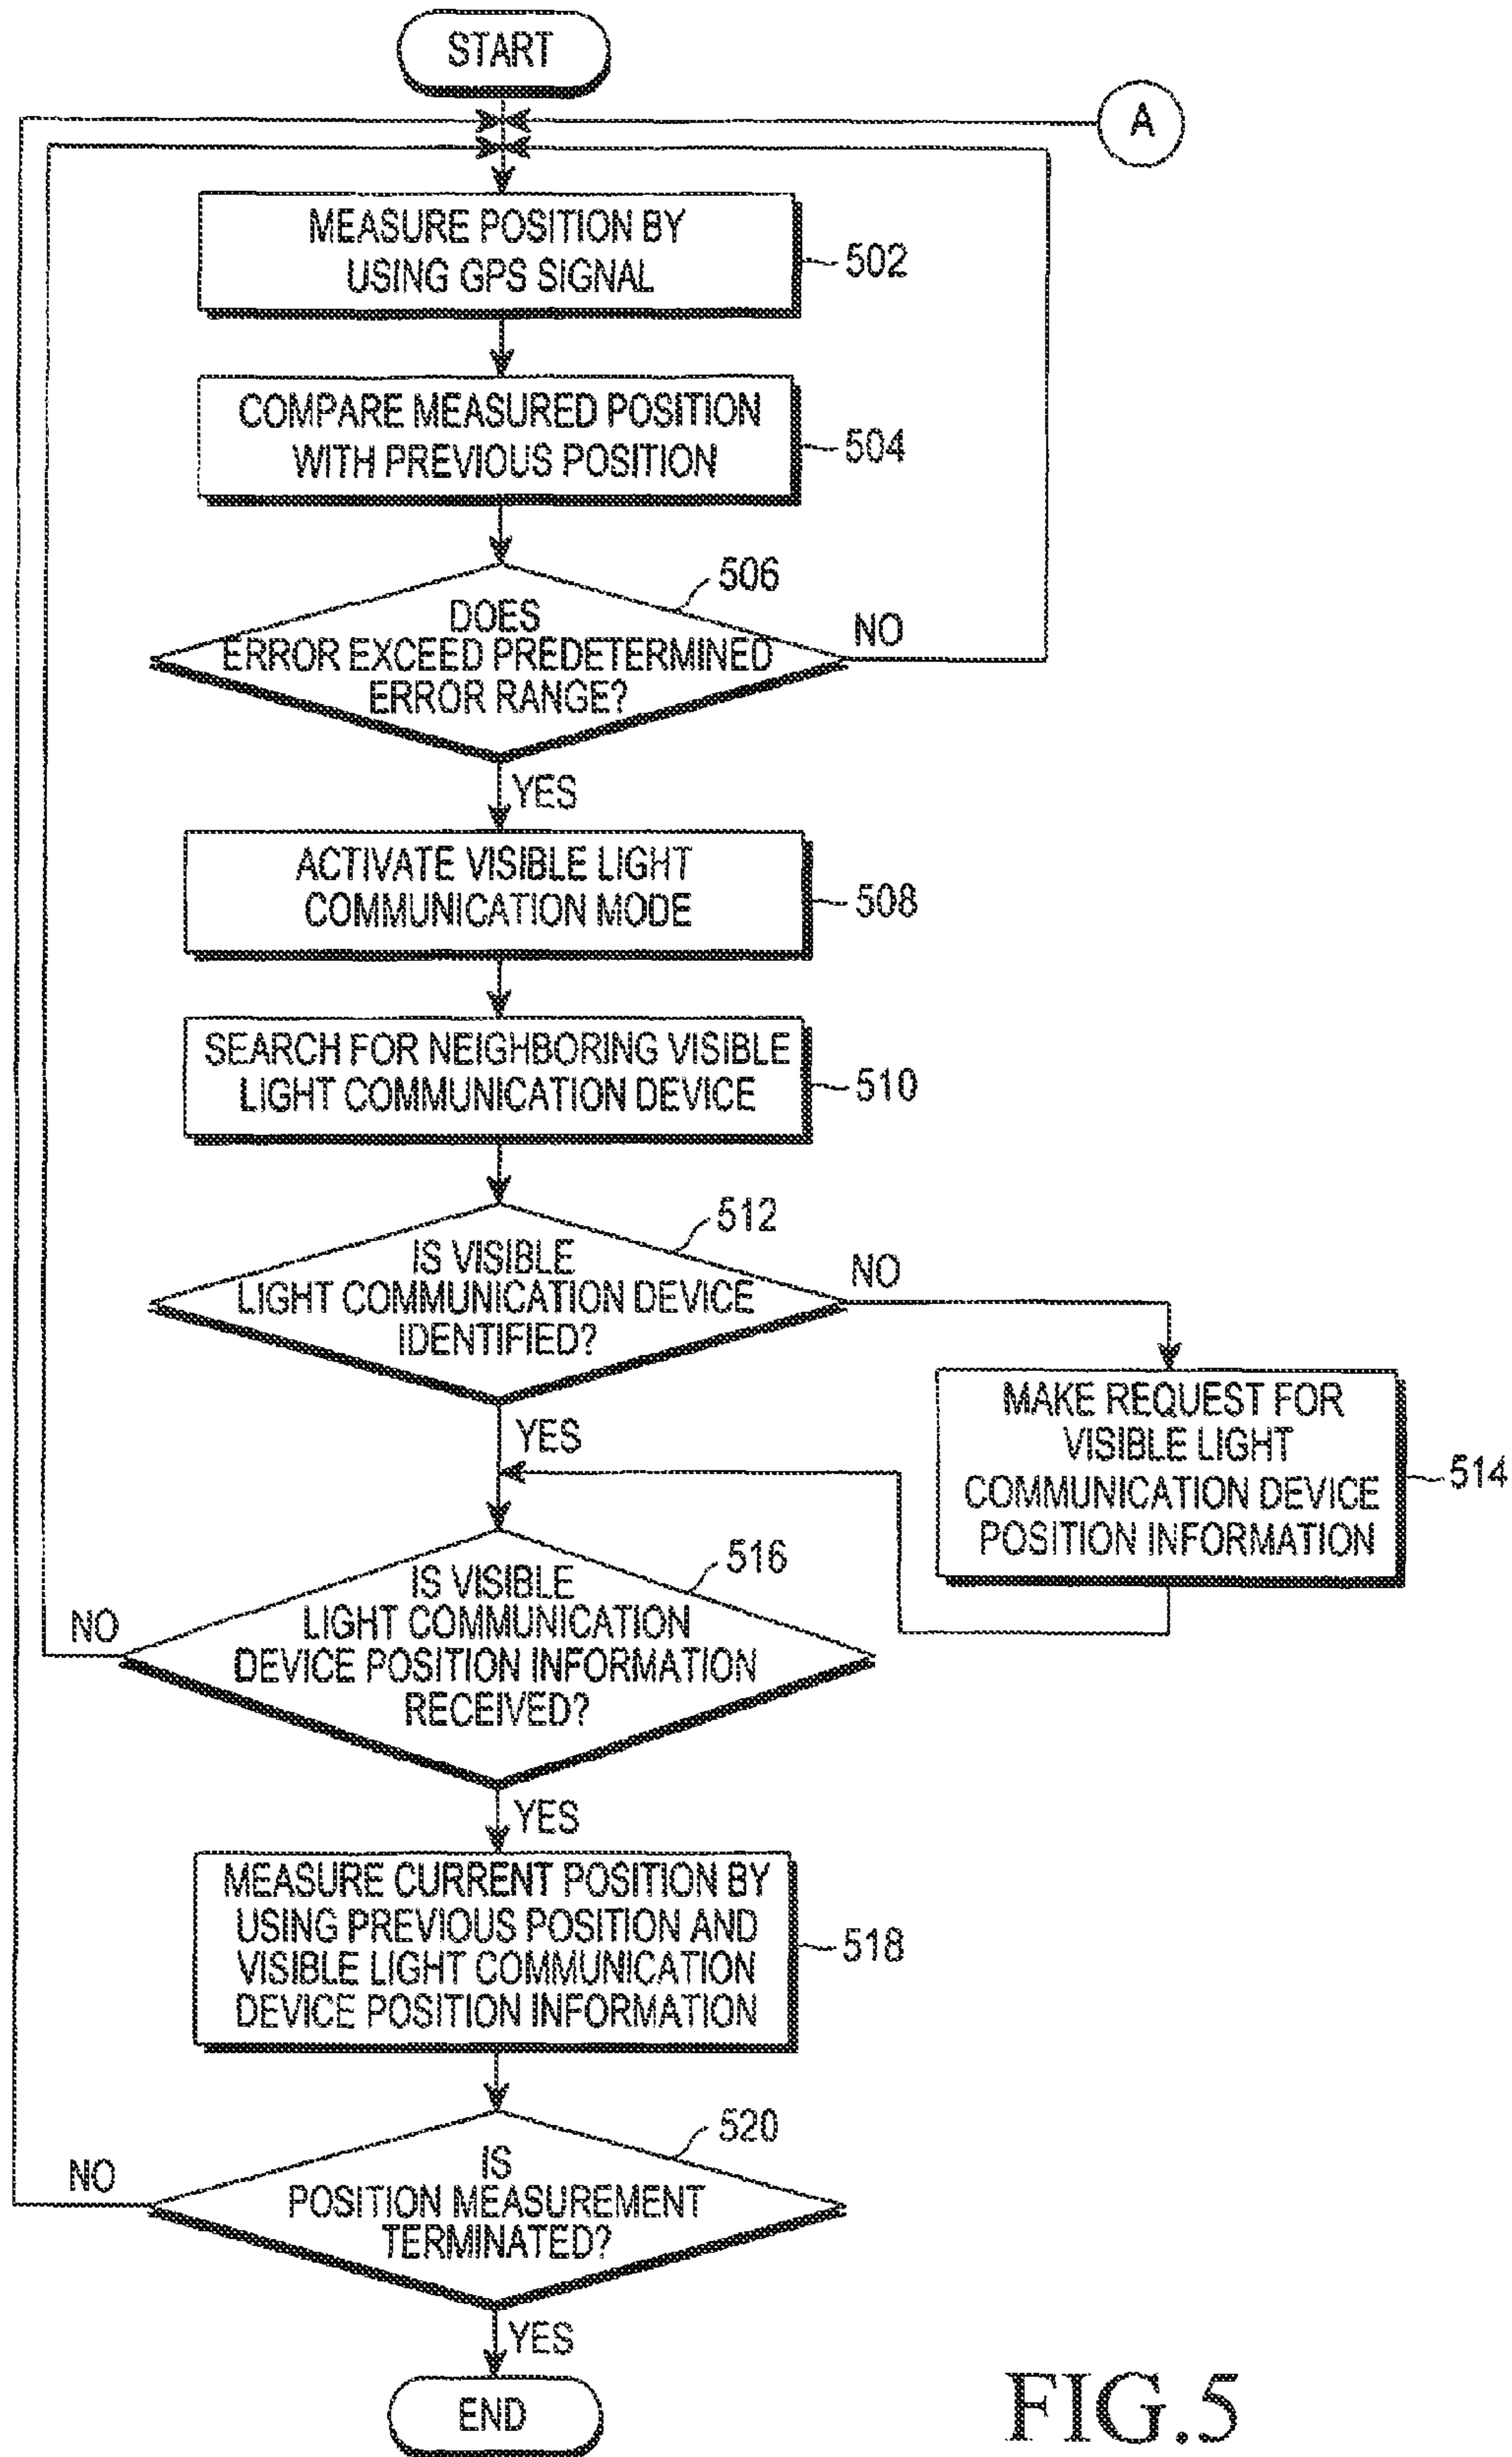 START
A
MEASURE POSITION BY
USING GPS SIGNAL
502
COMPARE MEASURED POSITION
WITH PREVIOUS POSITION
504
506
DOES
ERROR EXCEED PREDETERMINED
ERROR RANGE?
NO
YES
ACTIVATE VISIBLE LIGHT
COMMUNICATION MODE
508
SEARCH FOR NEIGHBORING VISIBLE
LIGHT COMMUNICATION DEVICE
510
512
IS VISIBLE
LIGHT COMMUNICATION DEVICE
IDENTIFIED?
NO
YES
MAKE REQUEST FOR
VISIBLE LIGHT
COMMUNICATION DEVICE
POSITION INFORMATION
514
516
IS VISIBLE
LIGHT COMMUNICATION
DEVICE POSITION INFORMATION
RECEIVED?
NO
YES
MEASURE CURRENT POSITION BY
USING PREVIOUS POSITION AND
VISIBLE LIGHT COMMUNICATION
DEVICE POSITION INFORMATION
518
520
IS
POSITION MEASUREMENT
TERMINATED?
NO
YES
END
FIG.5